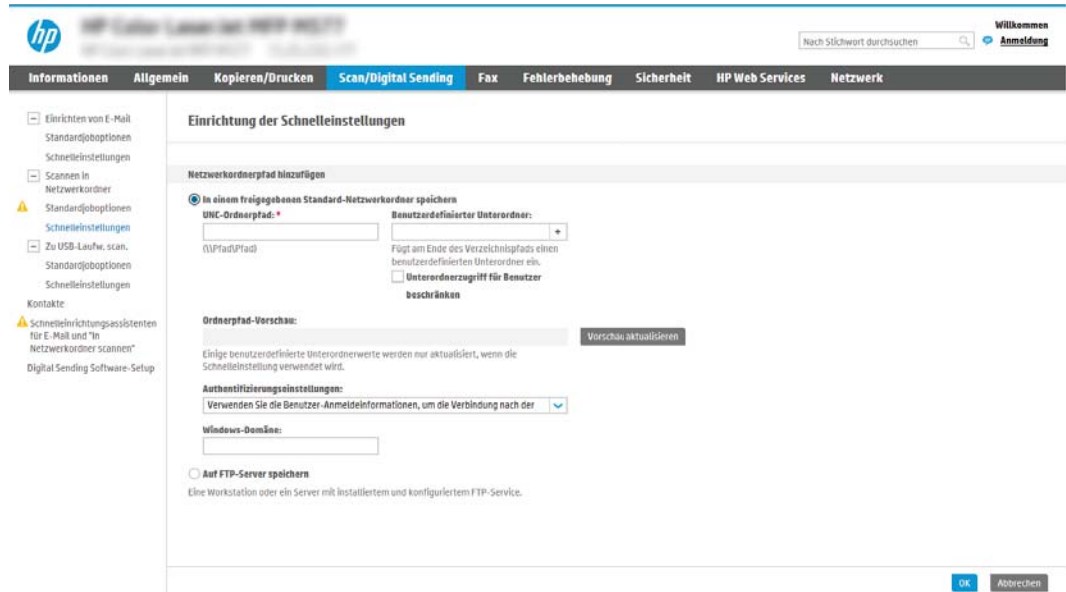 hp
Willkommen
Nach Stichwort durchsuchen
Anmeldung
Informationen Allgemein Kopieren/Drucken Scan/Digital Sending Fax Fehlerbehebung Sicherheit HP Web Services Netzwerk
Einrichten von E-Mail
Standardjoboptionen
Schnelleinstellungen
Scannen in
Netzwerkordner
Standardjoboptionen
Schnelleinstellungen
Zu USB-Laufw. scan.
Standardjoboptionen
Schnelleinstellungen
Kontakte
Schnelleinrichtungsassistenten
für E-Mail und "In
Netzwerkordner scannen"
Digital Sending Software-Setup
Einrichtung der Schnelleinstellungen
Netzwerkordnerpfad hinzufügen
In einem freigegebenen Standard-Netzwerkordner speichern
UNC-Ordnerpfad: * Benutzerdefinierter Unterordner:
+
(\\Pfad\Pfad) Fügt am Ende des Verzeichnispfads einen
benutzerdefinierten Unterordner ein.
Unterordnerzugriff für Benutzer
beschränken
Ordnerpfad-Vorschau:
Vorschau aktualisieren
Einige benutzerdefinierte Unterordnerwerte werden nur aktualisiert, wenn die
Schnelleinstellung verwendet wird.
Authentifizierungseinstellungen:
Verwenden Sie die Benutzer-Anmeldeinformationen, um die Verbindung nach der
Windows-Domäne:
Auf FTP-Server speichern
Eine Workstation oder ein Server mit installiertem und konfiguriertem FTP-Service.
OK Abbrechen